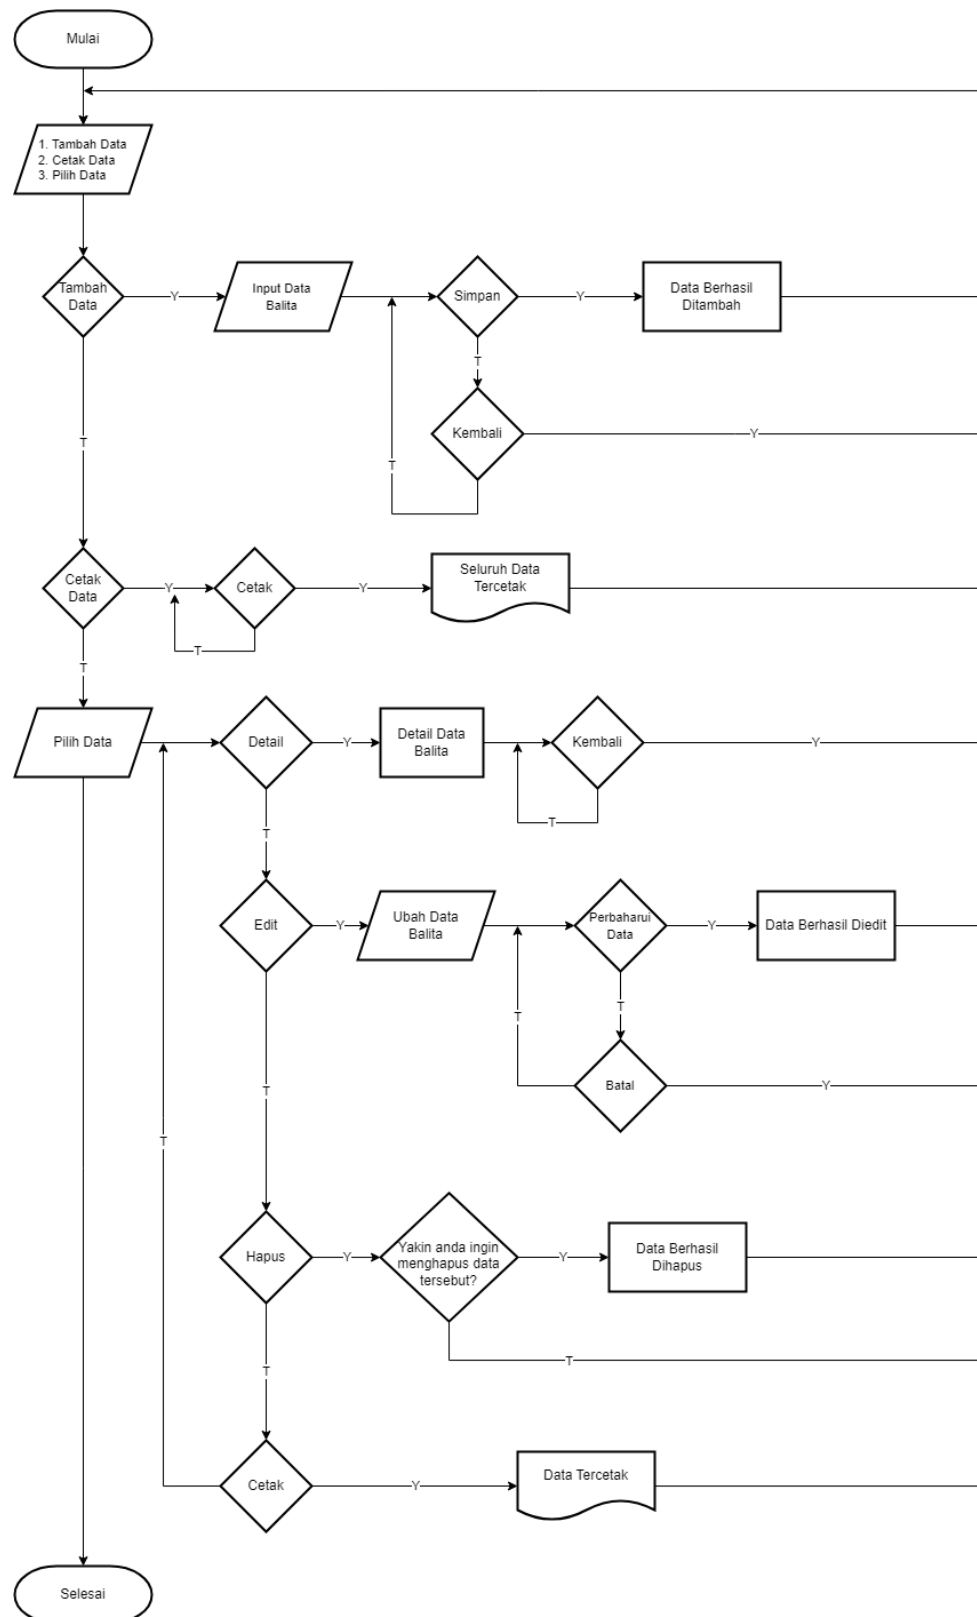 Mulai
1. Tambah Data
2. Cetak Data
3. Pilih Data
Tambah
Data
Y
Input Data
Balita
Simpan
Y
Data Berhasil
Ditambah
T
Kembali
Y
T
T
Cetak
Data
Y
Cetak
Y
Seluruh Data
Tercetak
T
T
Pilih Data
Detail
Y
Detail Data
Balita
Kembali
Y
T
T
Edit
Y
Ubah Data
Balita
Perbaharui
Data
Y
Data Berhasil Diedit
T
T
Batal
Y
T
T
Hapus
Y
Yakin anda ingin
menghapus data
tersebut?
Y
Data Berhasil
Dihapus
T
T
Cetak
Y
Data Tercetak
Selesai